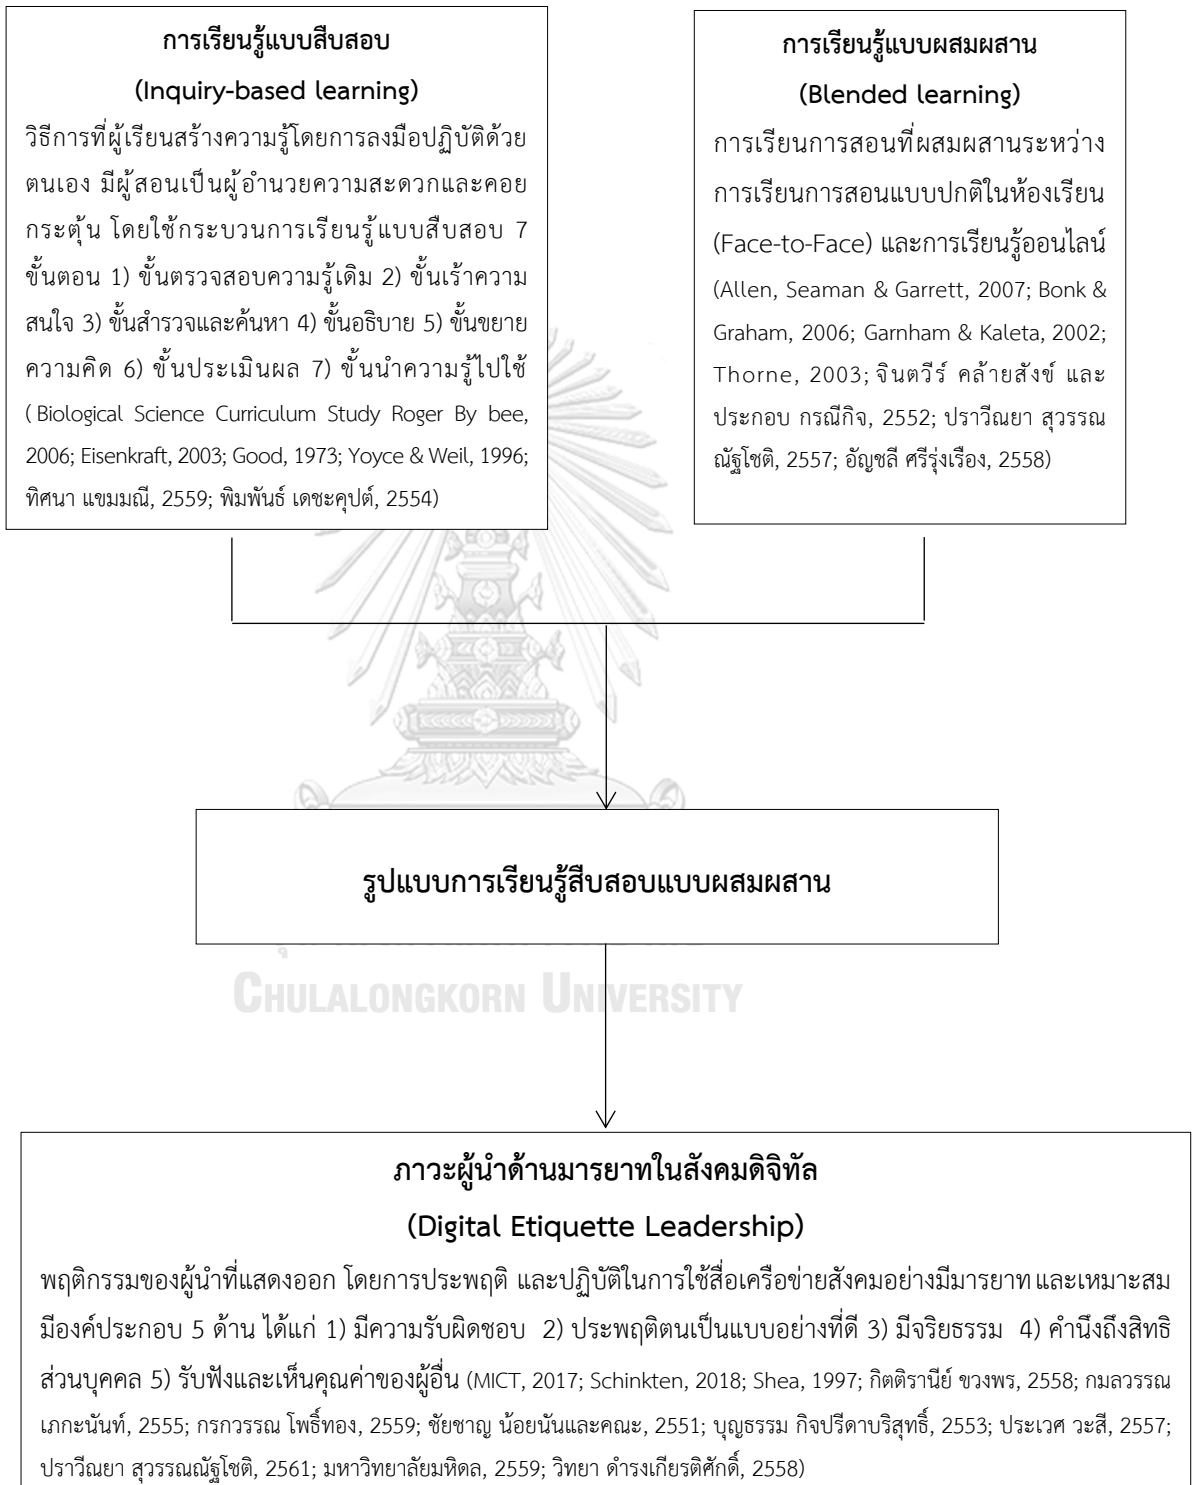 การเรียนรู้แบบสืบสอบ
(Inquiry-based learning)
วิธีการที่ผู้เรียนสร้างความรู้โดยการลงมือปฏิบัติด้วย
ตนเอง มีผู้สอนเป็นผู้อำนวยความสะดวกและคอย
กระตุ้น โดยใช้กระบวนการเรียนรู้แบบสืบสอบ 7
ขั้นตอน 1) ขั้นตรวจสอบความรู้เดิม 2) ขั้นเร้าความ
สนใจ 3) ขั้นสำรวจและค้นหา 4) ขั้นอธิบาย 5) ขั้นขยาย
ความคิด 6) ขั้นประเมินผล 7) ขั้นนำความรู้ไปใช้
( Biological Science Curriculum Study Roger By bee,
2006; Eisenkraft, 2003; Good, 1973; Yoyce & Weil, 1996;
ทิศนา แขมมณี, 2559; พิมพันธ์ เดชะคุปต์, 2554)
การเรียนรู้แบบผสมผสาน
(Blended learning)
การเรียนการสอนที่ผสมผสานระหว่าง
การเรียนการสอนแบบปกติในห้องเรียน
(Face-to-Face) และการเรียนรู้ออนไลน์
(Allen, Seaman & Garrett, 2007; Bonk &
Graham, 2006; Garnham & Kaleta, 2002;
Thorne, 2003; จินตวีร์ คล้ายสังข์ และ
ประกอบ กรณีกิจ, 2552; ปราวีณยา สุวรรณ
ณัฐโชติ, 2557; อัญชลี ศรีรุ่งเรือง, 2558)
รูปแบบการเรียนรู้สืบสอบแบบผสมผสาน
CHULALONGKORN UNIVERSITY
ภาวะผู้นำด้านมารยาทในสังคมดิจิทัล
(Digital Etiquette Leadership)
พฤติกรรมของผู้นำที่แสดงออก โดยการประพฤติ และปฏิบัติในการใช้สื่อเครือข่ายสังคมอย่างมีมารยาท และเหมาะสม
มีองค์ประกอบ 5 ด้าน ได้แก่ 1) มีความรับผิดชอบ 2) ประพฤติตนเป็นแบบอย่างที่ดี 3) มีจริยธรรม 4) คำนึงถึงสิทธิ
ส่วนบุคคล 5) รับฟังและเห็นคุณค่าของผู้อื่น (MICT, 2017; Schinkten, 2018; Shea, 1997; กิตติรานีย์ ขวงพร, 2558; กมลวรรณ
เภกะนันท์, 2555; กรกวรรณ โพธิ์ทอง, 2559; ชัยชาญ น้อยนันและคณะ, 2551; บุญธรรม กิจปรีดาบริสุทธิ์, 2553; ประเวศ วะสี, 2557;
ปราวีณยา สุวรรณณัฐโชติ, 2561; มหาวิทยาลัยมหิดล, 2559; วิทยา ดำรงเกียรติศักดิ์, 2558)